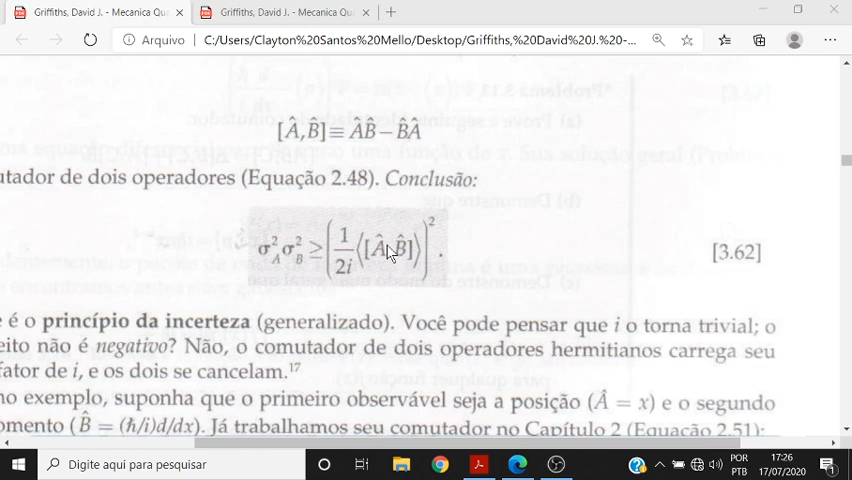 Griffiths, David J. - Mecanica Qu
Griffiths, David J. - Mecanica Qu
Arquivo
C:/Users/Clayton%20Santos%20Mello/Desktop/Griffiths,%20David%20J.%20-...
[Â,B̂]≡ÂB̂−B̂Â
utador de dois operadores (Equação 2.48). Conclusão:
σ²_A σ²_B ≥ (1/2i ⟨[Â,B̂]⟩)².
[3.62]
e é o princípio da incerteza (generalizado). Você pode pensar que i o torna trivial; o
eito não é negativo? Não, o comutador de dois operadores hermitianos carrega seu
fator de i, e os dois se cancelam.¹⁷
mo exemplo, suponha que o primeiro observável seja a posição (Â = x) e o segundo
omento (B̂ = (ħ/i)d/dx). Já trabalhamos seu comutador no Capítulo 2 (Equação 2.51):
Digite aqui para pesquisar
POR
PTB
17:26
17/07/2020